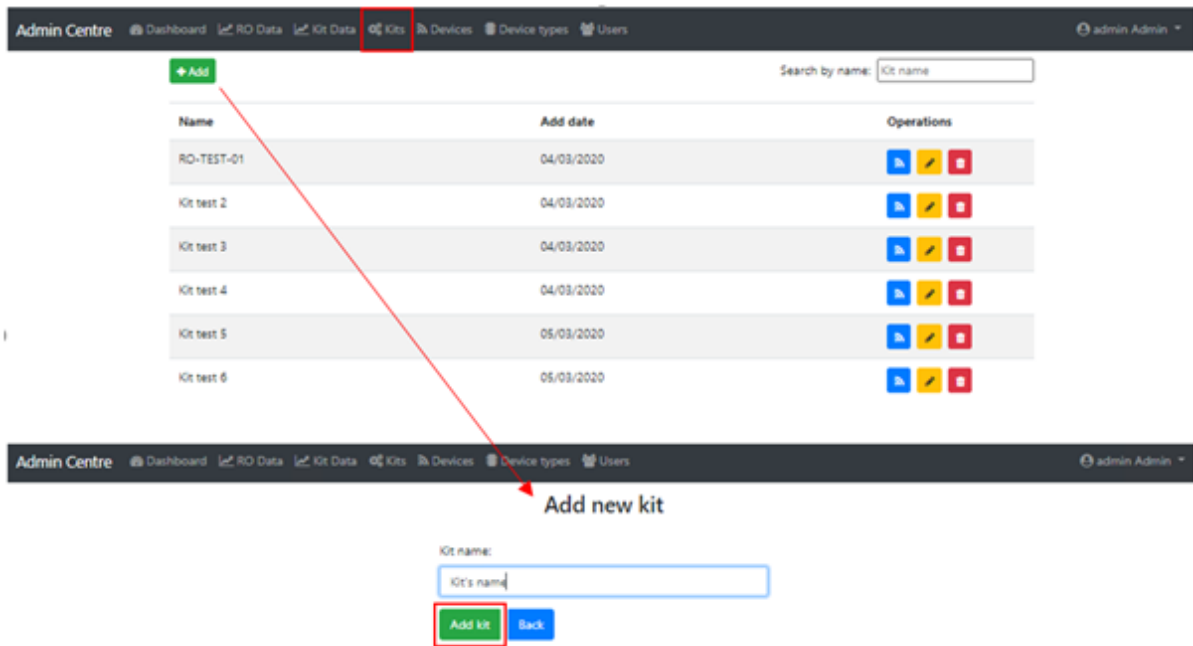 Admin Centre Dashboard RO Data Kit Data Kits Devices Device types Users admin Admin
+ Add Search by name: Kit name
Name Add date Operations
RO-TEST-01 04/03/2020
Kit test 2 04/03/2020
Kit test 3 04/03/2020
Kit test 4 04/03/2020
Kit test 5 05/03/2020
Kit test 6 05/03/2020
Admin Centre Dashboard RO Data Kit Data Kits Devices Device types Users admin Admin
Add new kit
Kit name:
Kit's name
Add kit Back